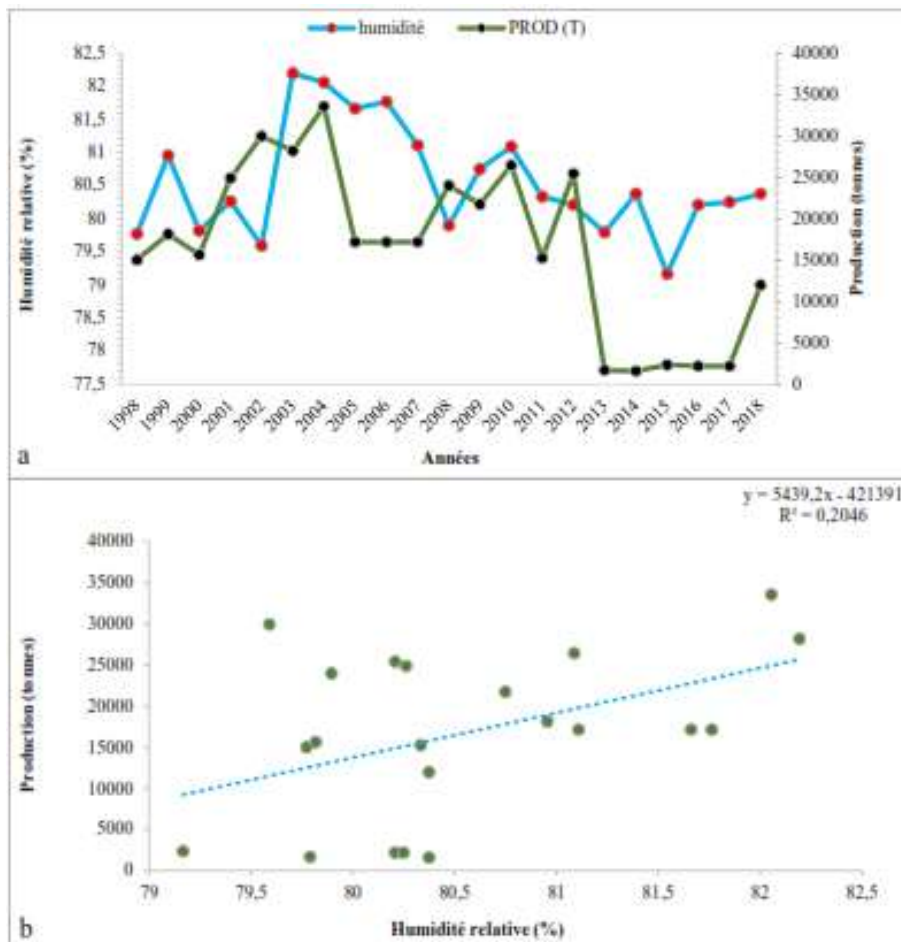 humidité PROD (T)
82,5 40000
82 35000
81,5 30000
81 25000
80,5 20000
80 15000
79,5 10000
79 5000
78,5 0
78
77,5
Humidité relative (%)
Production (tonnes)
1998 1999 2000 2001 2002 2003 2004 2005 2006 2007 2008 2009 2010 2011 2012 2013 2014 2015 2016 2017 2018
a
Années
y = 5439,2x - 421391
R² = 0,2046
40000
35000
30000
25000
20000
15000
10000
5000
0
Production (tonnes)
79 79,5 80 80,5 81 81,5 82 82,5
Humidité relative (%)
b